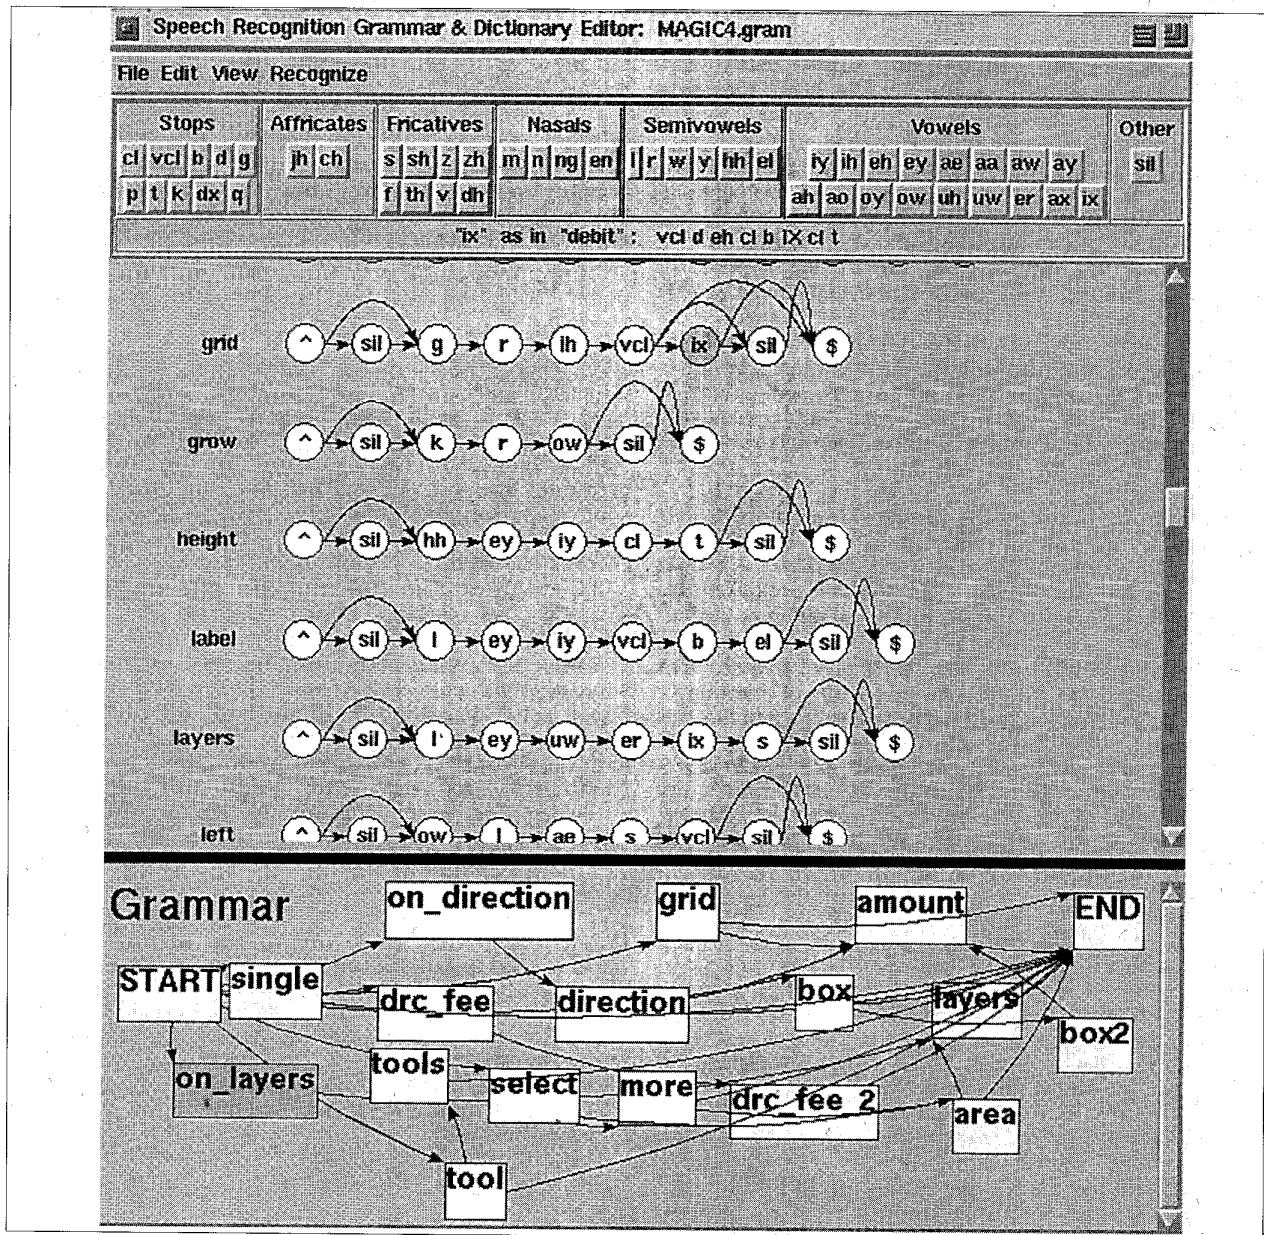 Speech Recognition Grammar & Dictionary Editor: MAGIC4.gram
File Edit View Recognize
Stops Affricates Fricatives Nasals Semivowels Vowels Other
cl vcl b d g jh ch s sh z zh m n ng en l r w y hh el iy ih eh ey ae aa aw ay sil
p t k dx q f th v dh ah ao oy ow uh uw er ax ix
"ix" as in "debit": vcl d eh cl b IX cl t
grid ^ sil g r ih vcl ix sil $
grow ^ sil k r ow sil $
height ^ sil hh ey iy cl t sil $
label ^ sil l ey iy vcl b el sil $
layers ^ sil l ey uw er ix s sil $
left ^ sil ow l ae s vcl sil $
Grammar
on_direction grid amount END
START single drc_fee direction box layers
box2
on_layers tools select more drc_fee_2 area
tool